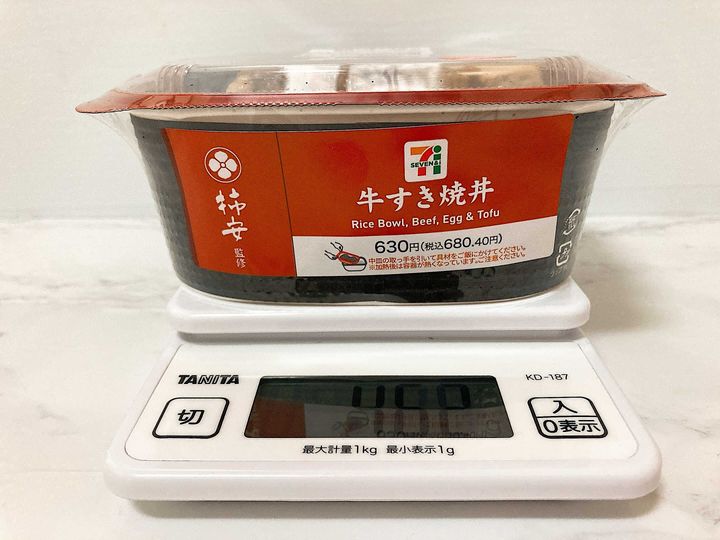 柿安
監修
SEVEN&i
牛すき焼丼
Rice Bowl, Beef, Egg & Tofu
630円(税込680.40円)
中皿の取っ手を引いて具材をご飯にかけてください。
※加熱後は容器が熱くなっています。ご注意ください。
プ
TANITA
KD-187
切
入
0表示
最大計量1kg 最小表示1g